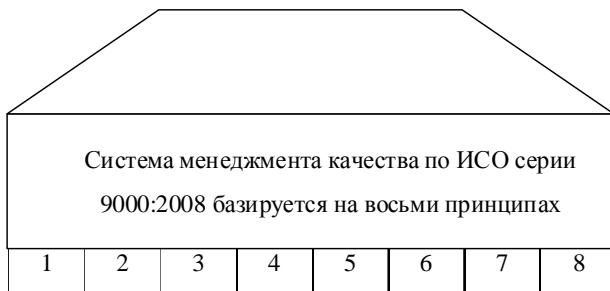 Система менеджмента качества по ИСО серии
9000:2008 базируется на восьми принципах
1 2 3 4 5 6 7 8